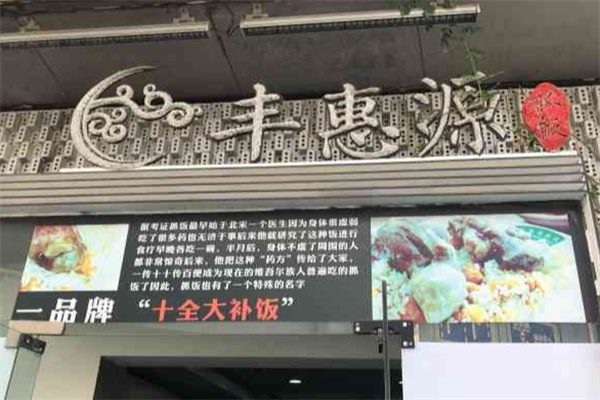 丰惠源
抓饭
据考证抓饭最早始于北宋一个医生因为身体很虚弱
吃了很多药也无济于事后来他就研究了这种饭进行
食疗早晚各吃一碗。半月后，身体不虚了周围的人
都非常惊奇后来，他把这种“药方”传给了大家，
一传十十传百便成为现在的维吾尔族人普遍吃的抓
饭了因此，抓饭也有了一个特殊的名字
一品牌 “十全大补饭”